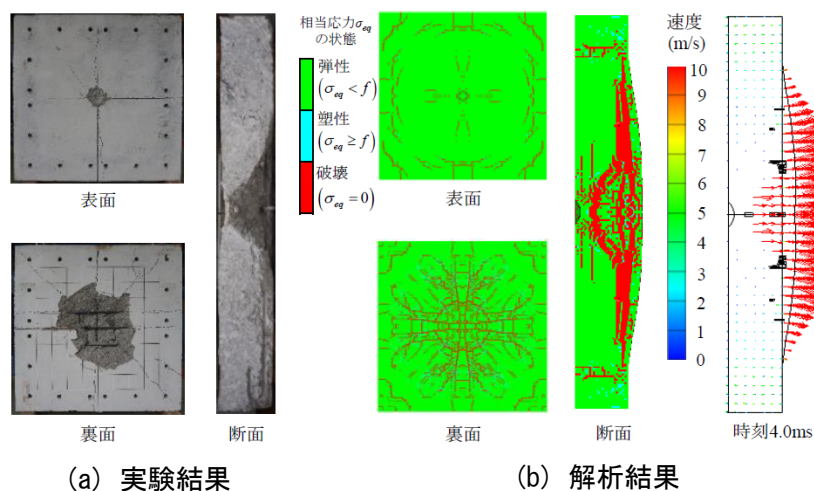 表面
裏面
断面
(a) 実験結果
相当応力σeq
の状態
弾性
(σeq < f)
塑性
(σeq ≥ f)
破壊
(σeq = 0)
表面
裏面
断面
速度
(m/s)
10
9
8
7
6
5
4
3
2
1
0
時刻4.0ms
(b) 解析結果